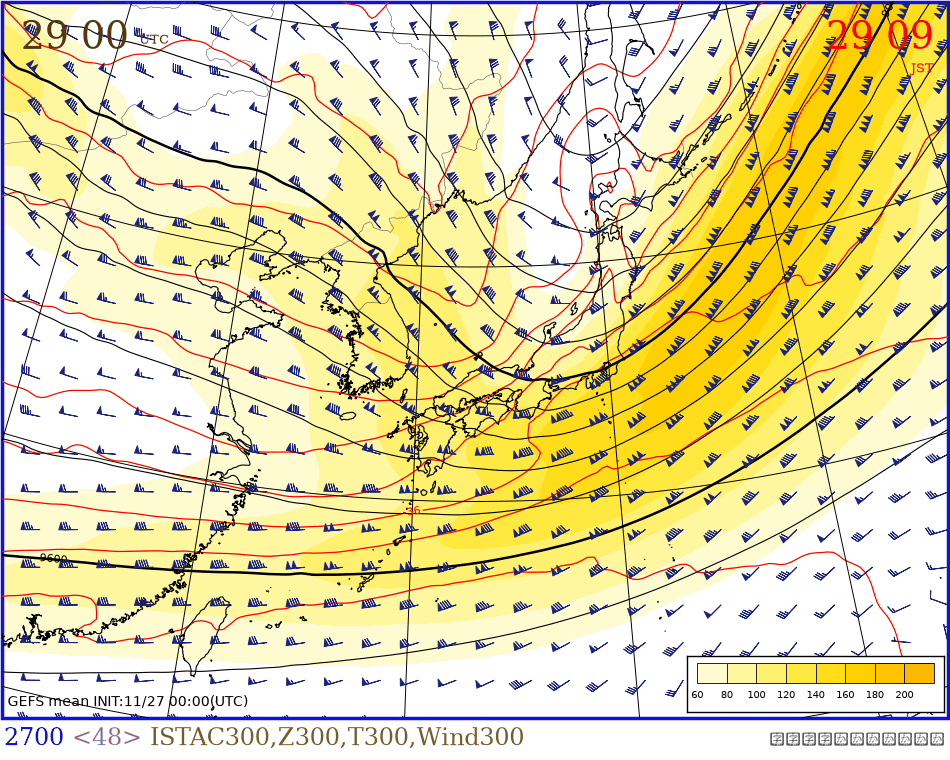 29 00 UTC
29 09
JST
9600
-36
60 80 100 120 140 160 180 200
GEFS mean INIT:11/27 00:00(UTC)
2700 <48> ISTAC300,Z300,T300,Wind300